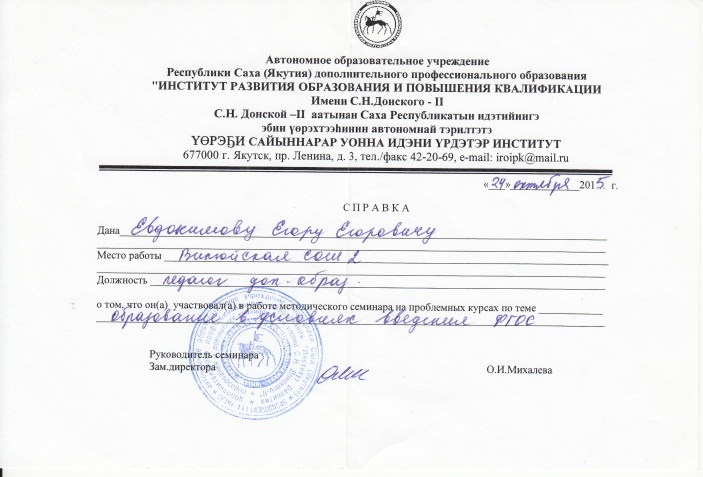 Автономное образовательное учреждение
Республики Саха (Якутия) дополнительного профессионального образования
"ИНСТИТУТ РАЗВИТИЯ ОБРАЗОВАНИЯ И ПОВЫШЕНИЯ КВАЛИФИКАЦИИ
Имени С.Н.Донского - II
С.Н. Донской –II аатынан Саха Республикатын идэтийиигэ
эбии үөрэхтээһинин автономнай тэрилтэтэ
ҮӨРЭҔИ САЙЫННАРАР УОННА ИДЭНИ ҮРДЭТЭР ИНСТИТУТ
677000 г. Якутск, пр. Ленина, д. 3, тел./факс 42-20-69, e-mail: iroipk@mail.ru
«24» октября 2015. г.
СПРАВКА
Дана Евдокимову Егору Егоровичу
Место работы Вилюйская сош 2
Должность педагог доп-образ.
о том, что он(а) участвовал(а) в работе методического семинара на проблемных курсах по теме
образование в условиях введения ФГОС
Руководитель семинара
Зам.директора О.И.Михалева